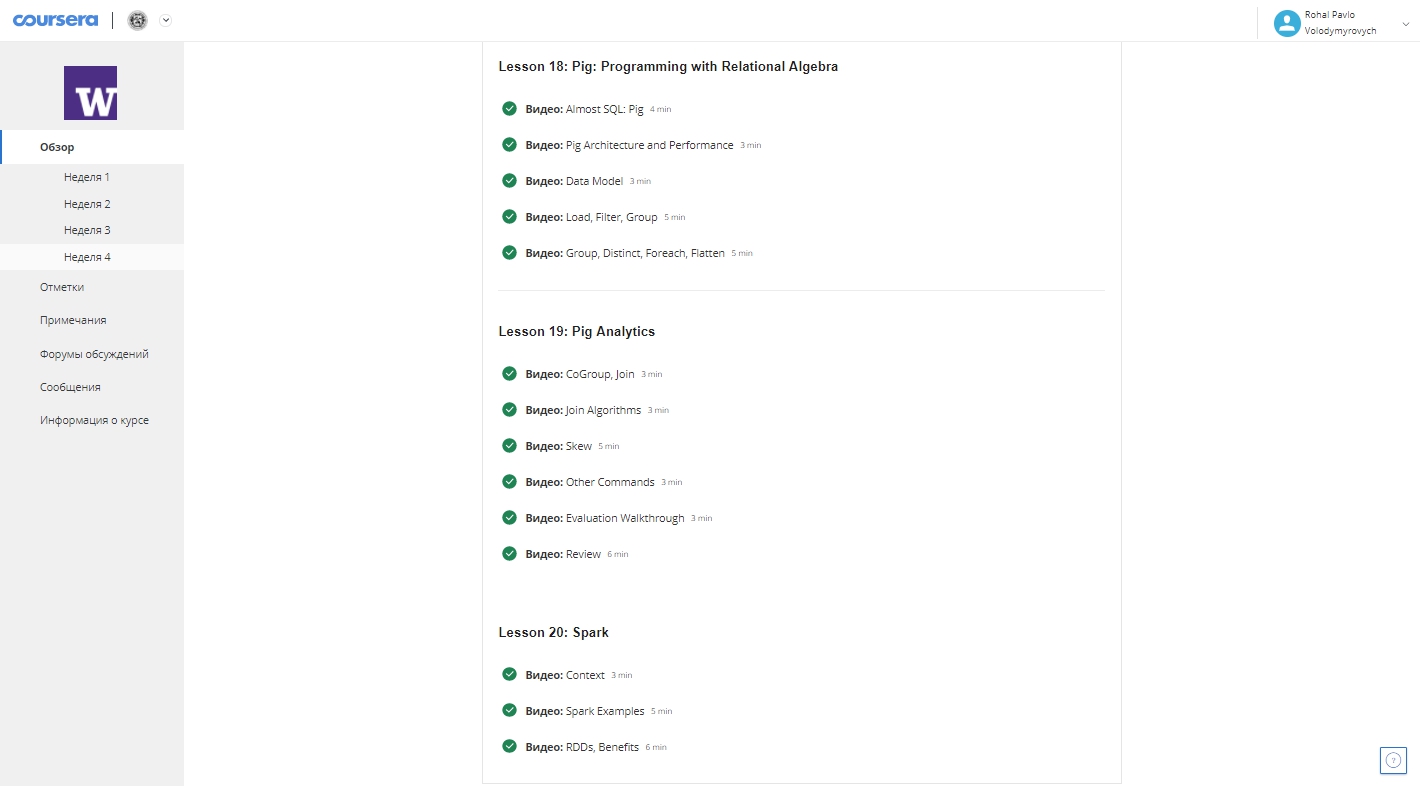 coursera
Rohal Pavlo
Volodymyrovych
W
Обзор
Неделя 1
Неделя 2
Неделя 3
Неделя 4
Отметки
Примечания
Форумы обсуждений
Сообщения
Информация о курсе
Lesson 18: Pig: Programming with Relational Algebra
Видео: Almost SQL: Pig 4 min
Видео: Pig Architecture and Performance 3 min
Видео: Data Model 3 min
Видео: Load, Filter, Group 5 min
Видео: Group, Distinct, Foreach, Flatten 5 min
Lesson 19: Pig Analytics
Видео: CoGroup, Join 3 min
Видео: Join Algorithms 3 min
Видео: Skew 5 min
Видео: Other Commands 3 min
Видео: Evaluation Walkthrough 3 min
Видео: Review 6 min
Lesson 20: Spark
Видео: Context 3 min
Видео: Spark Examples 5 min
Видео: RDDs, Benefits 6 min
?